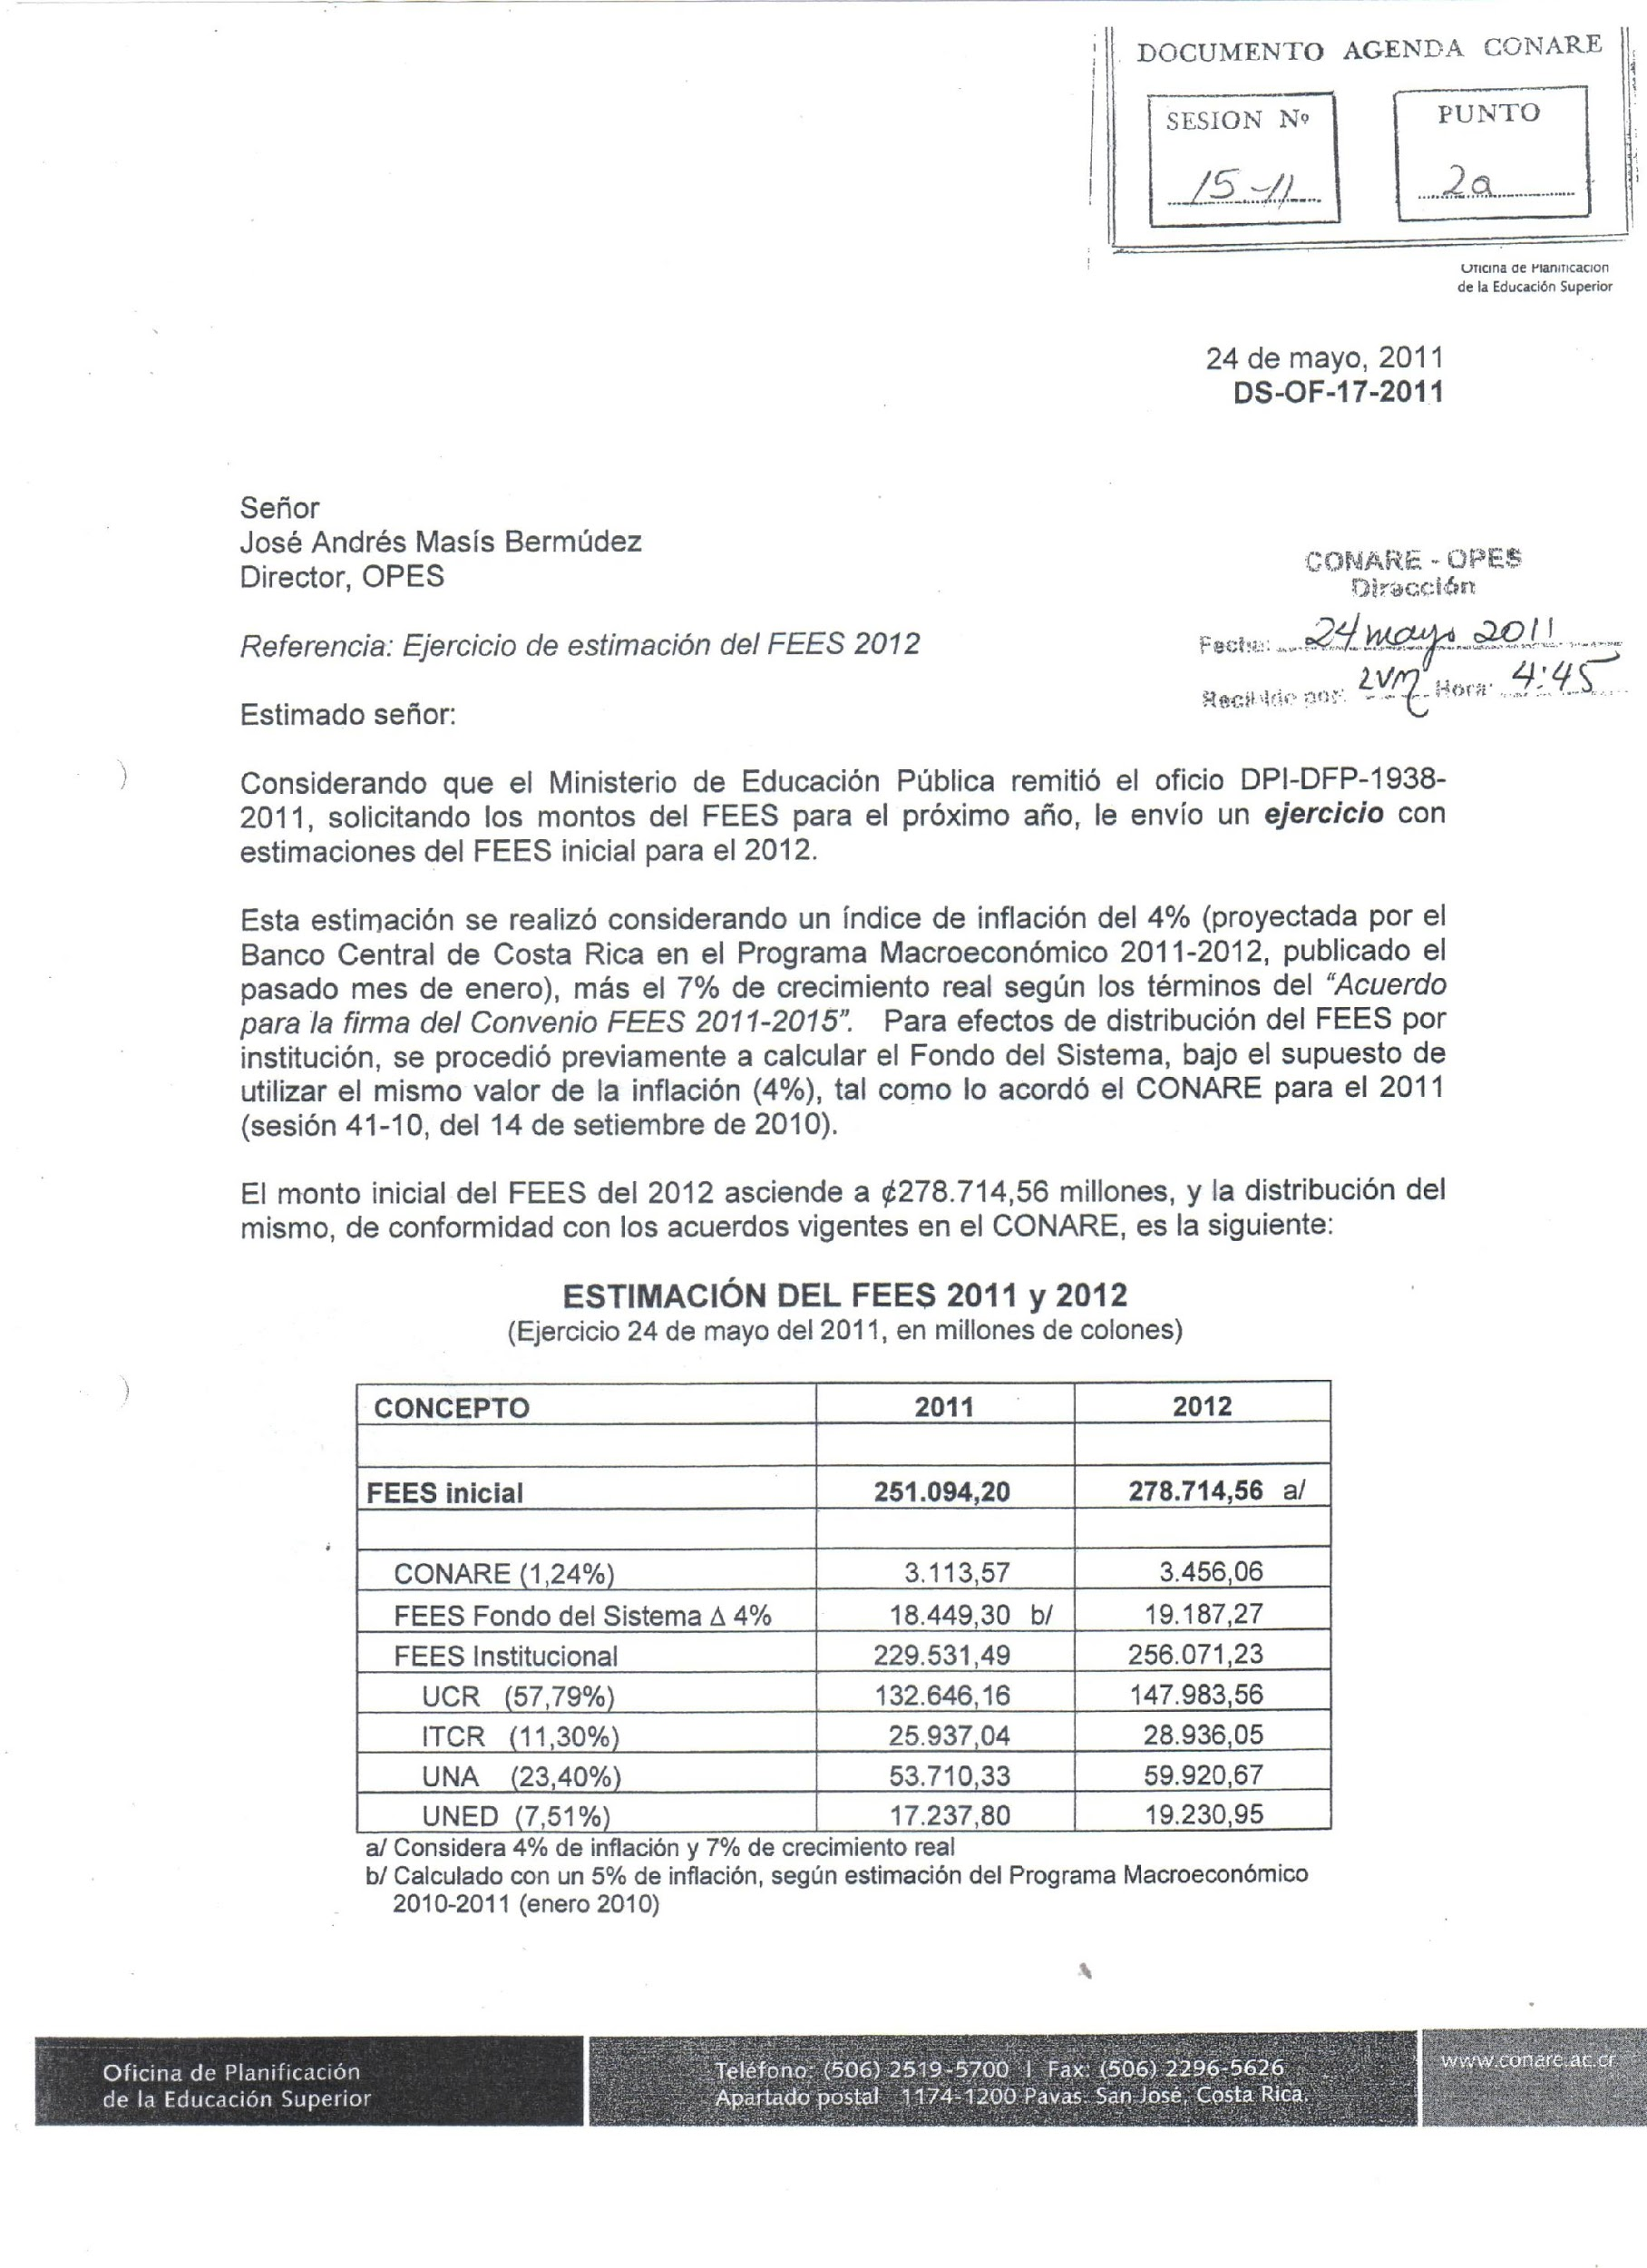 DOCUMENTO AGENDA CONARE
SESION Nº
PUNTO
15-11
2a
Oficina de Planificación
de la Educación Superior
24 de mayo, 2011
DS-OF-17-2011
Señor
José Andrés Masís Bermúdez
Director, OPES
CONARE - OPES
Dirección
Fecha: 24 mayo 2011
Recibido por: LVM Hora: 4:45
Referencia: Ejercicio de estimación del FEES 2012
Estimado señor:
Considerando que el Ministerio de Educación Pública remitió el oficio DPI-DFP-1938-
2011, solicitando los montos del FEES para el próximo año, le envío un ejercicio con
estimaciones del FEES inicial para el 2012.
Esta estimación se realizó considerando un índice de inflación del 4% (proyectada por el
Banco Central de Costa Rica en el Programa Macroeconómico 2011-2012, publicado el
pasado mes de enero), más el 7% de crecimiento real según los términos del “Acuerdo
para la firma del Convenio FEES 2011-2015”. Para efectos de distribución del FEES por
institución, se procedió previamente a calcular el Fondo del Sistema, bajo el supuesto de
utilizar el mismo valor de la inflación (4%), tal como lo acordó el CONARE para el 2011
(sesión 41-10, del 14 de setiembre de 2010).
El monto inicial del FEES del 2012 asciende a ¢278.714,56 millones, y la distribución del
mismo, de conformidad con los acuerdos vigentes en el CONARE, es la siguiente:
ESTIMACIÓN DEL FEES 2011 y 2012
(Ejercicio 24 de mayo del 2011, en millones de colones)
CONCEPTO 2011 2012
FEES inicial 251.094,20 278.714,56 a/
CONARE (1,24%) 3.113,57 3.456,06
FEES Fondo del Sistema Δ 4% 18.449,30 b/ 19.187,27
FEES Institucional 229.531,49 256.071,23
UCR (57,79%) 132.646,16 147.983,56
ITCR (11,30%) 25.937,04 28.936,05
UNA (23,40%) 53.710,33 59.920,67
UNED (7,51%) 17.237,80 19.230,95
a/ Considera 4% de inflación y 7% de crecimiento real
b/ Calculado con un 5% de inflación, según estimación del Programa Macroeconómico
2010-2011 (enero 2010)
Oficina de Planificación
de la Educación Superior
Teléfono: (506) 2519-5700 | Fax: (506) 2296-5626
Apartado postal 1174-1200 Pavas. San José, Costa Rica.
www.conare.ac.cr